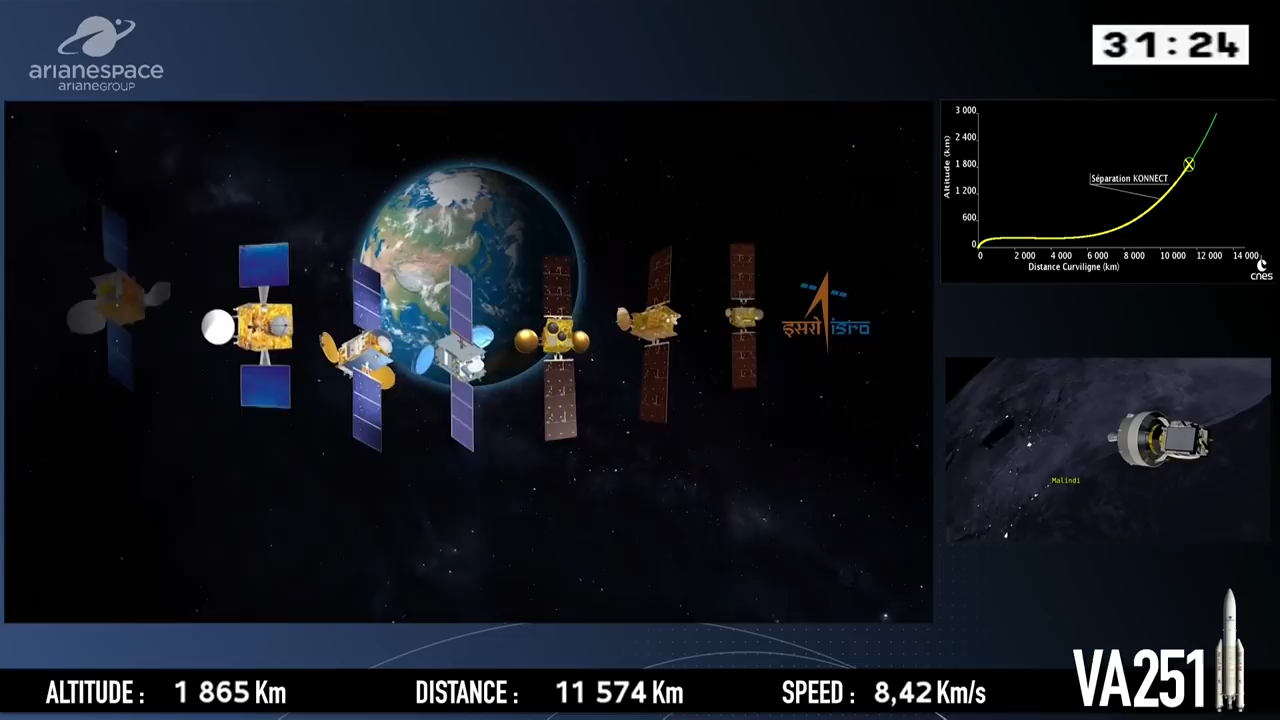 arianespace
arianeGROUP
31:24
3 000
2 400
1 800
1 200
600
0
Altitude (km)
Séparation KONNECT
0 2 000 4 000 6 000 8 000 10 000 12 000 14 000
Distance Curviligne (km)
cnes
इसरो isro
Malindi
ALTITUDE : 1 865 Km DISTANCE : 11 574 Km SPEED : 8,42 Km/s
VA251